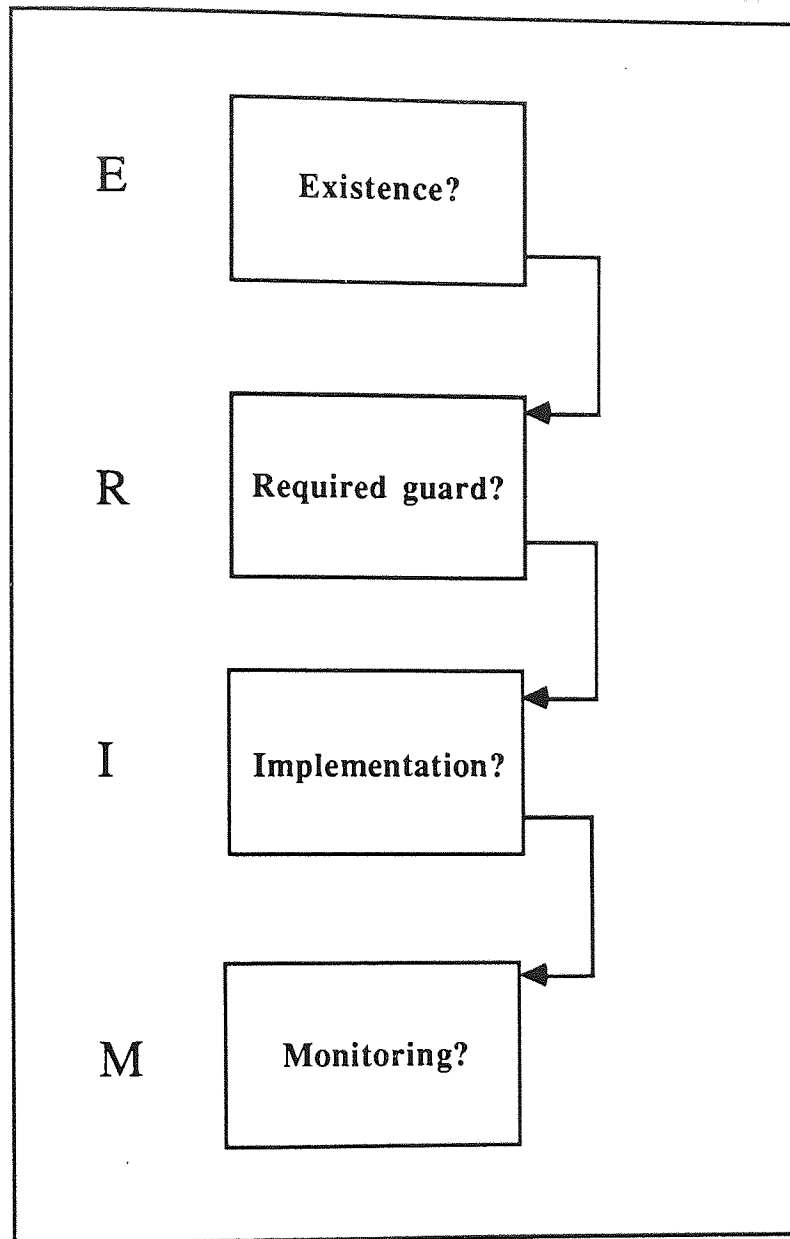 E
Existence?
R
Required guard?
I
Implementation?
M
Monitoring?